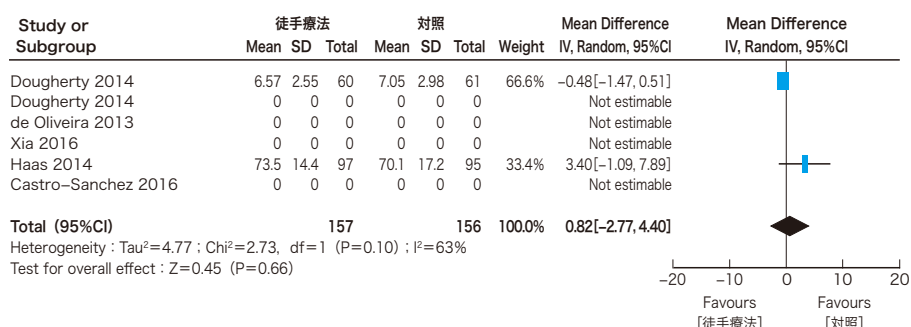 Study or 徒手療法 対照 Mean Difference Mean Difference
Subgroup Mean SD Total Mean SD Total Weight IV, Random, 95%CI IV, Random, 95%CI
Dougherty 2014 6.57 2.55 60 7.05 2.98 61 66.6% −0.48[−1.47, 0.51]
Dougherty 2014 0 0 0 0 0 0 Not estimable
de Oliveira 2013 0 0 0 0 0 0 Not estimable
Xia 2016 0 0 0 0 0 0 Not estimable
Haas 2014 73.5 14.4 97 70.1 17.2 95 33.4% 3.40[−1.09, 7.89]
Castro−Sanchez 2016 0 0 0 0 0 0 Not estimable
Total (95%CI) 157 156 100.0% 0.82[−2.77, 4.40]
Heterogeneity：Tau²＝4.77；Chi²＝2.73, df＝1（P＝0.10）；I²＝63%
Test for overall effect：Z＝0.45（P＝0.66）
−20 −10 0 10 20
Favours Favours
［徒手療法］ ［対照］